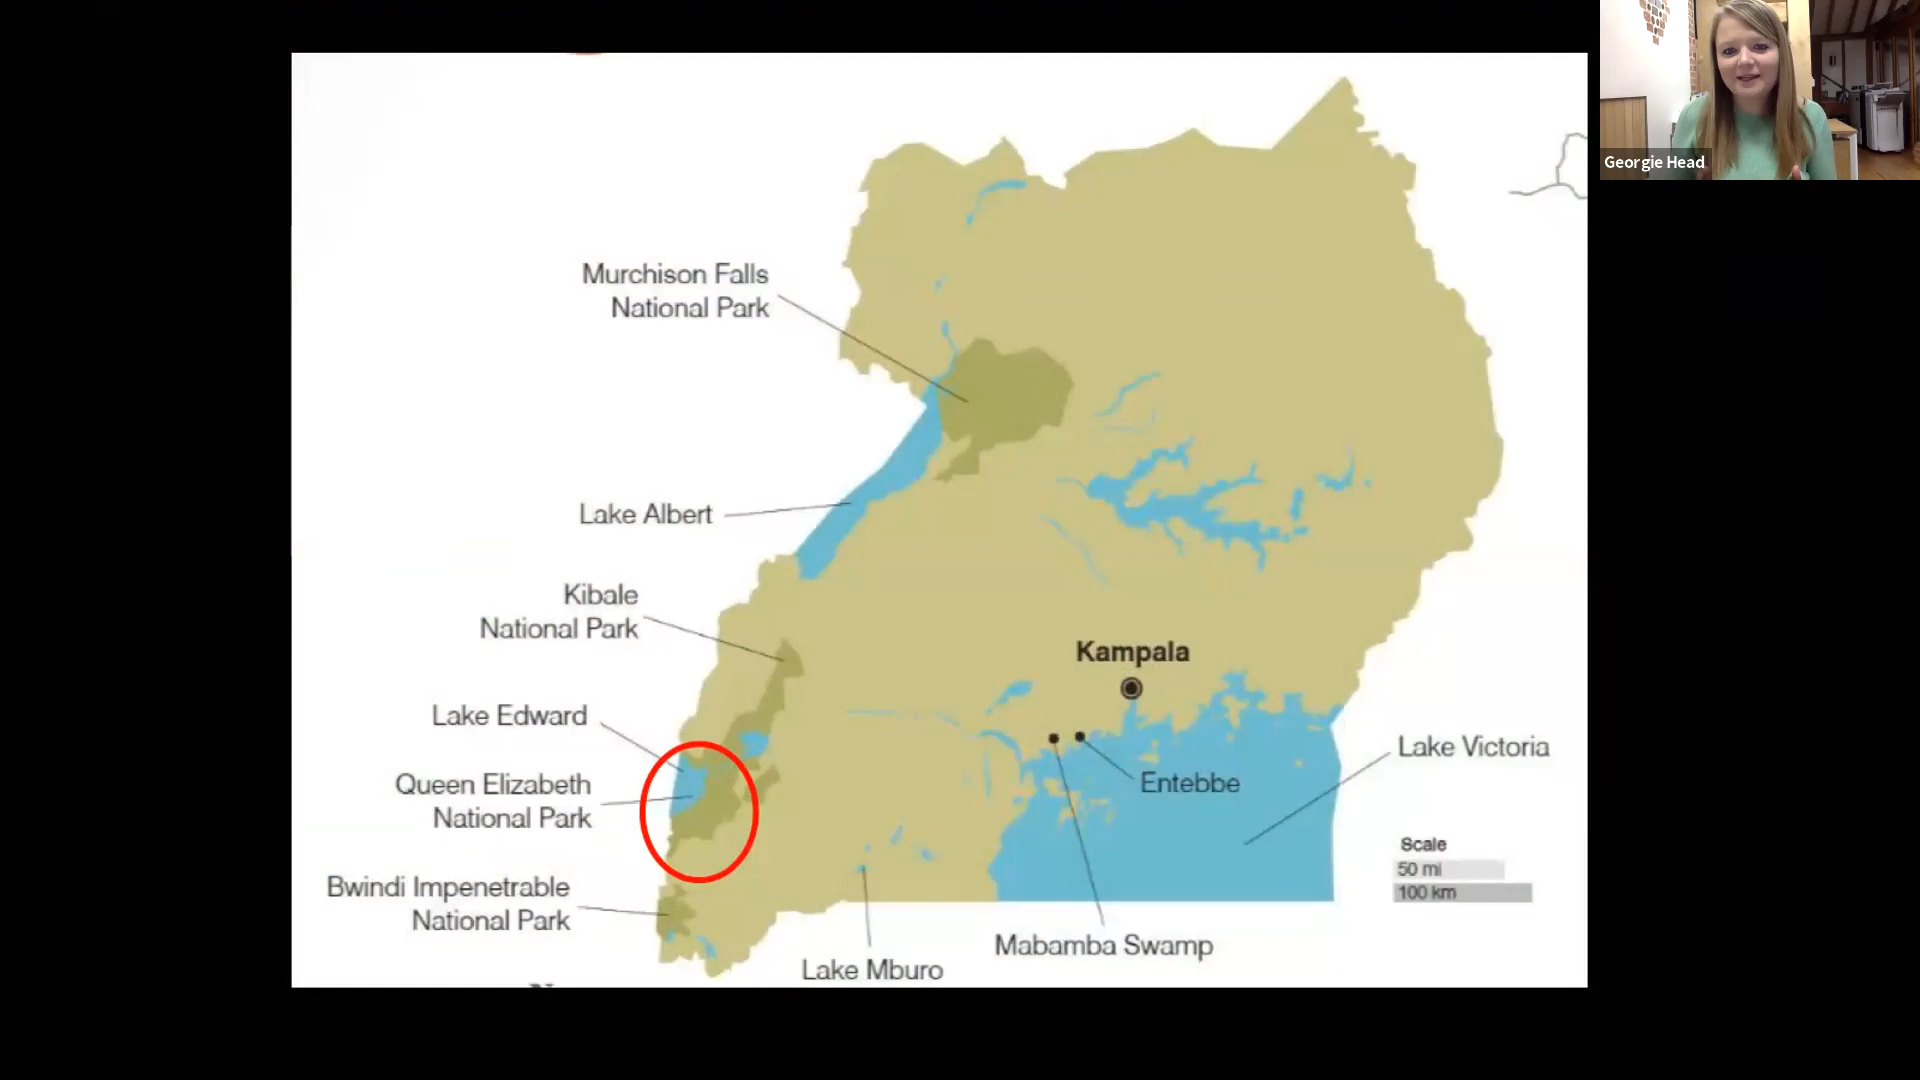 Georgie Head
Murchison Falls
National Park
Lake Albert
Kibale
National Park
Kampala
Lake Edward
Lake Victoria
Queen Elizabeth
National Park
Entebbe
Scale
50 mi
100 km
Bwindi Impenetrable
National Park
Mabamba Swamp
Lake Mburo